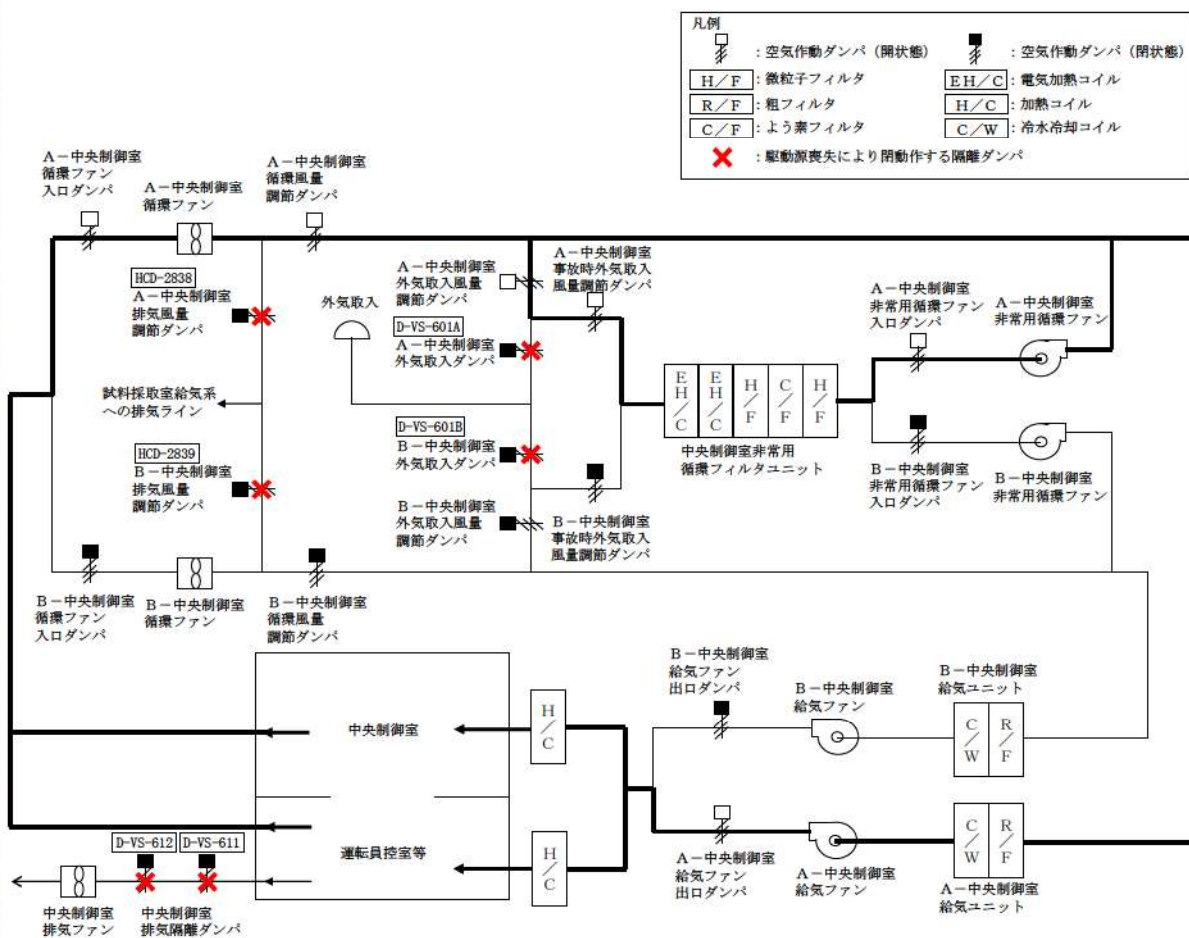 凡例
：空気作動ダンパ（開状態）
：空気作動ダンパ（閉状態）
H／F：微粒子フィルタ
EH／C：電気加熱コイル
R／F：粗フィルタ
H／C：加熱コイル
C／F：よう素フィルタ
C／W：冷水冷却コイル
：駆動源喪失により閉動作する隔離ダンパ
A－中央制御室
循環ファン
入口ダンパ
A－中央制御室
循環ファン
A－中央制御室
循環風量
調節ダンパ
HCD-2838
A－中央制御室
排気風量
調節ダンパ
外気取入
A－中央制御室
外気取入風量
調節ダンパ
A－中央制御室
事故時外気取入
風量調節ダンパ
D-VS-601A
A－中央制御室
外気取入ダンパ
A－中央制御室
非常用循環ファン
入口ダンパ
A－中央制御室
非常用循環ファン
試料採取室給気系
への排気ライン
D-VS-601B
B－中央制御室
外気取入ダンパ
EH／C
EH／C
H／F
C／F
H／F
中央制御室非常用
循環フィルタユニット
HCD-2839
B－中央制御室
排気風量
調節ダンパ
B－中央制御室
外気取入風量
調節ダンパ
B－中央制御室
事故時外気取入
風量調節ダンパ
B－中央制御室
非常用循環ファン
入口ダンパ
B－中央制御室
非常用循環ファン
B－中央制御室
循環ファン
入口ダンパ
B－中央制御室
循環ファン
B－中央制御室
循環風量
調節ダンパ
B－中央制御室
給気ファン
出口ダンパ
B－中央制御室
給気ファン
B－中央制御室
給気ユニット
C／W
R／F
中央制御室
H／C
運転員控室等
H／C
A－中央制御室
給気ファン
出口ダンパ
A－中央制御室
給気ファン
C／W
R／F
A－中央制御室
給気ユニット
D-VS-612
D-VS-611
中央制御室
排気ファン
中央制御室
排気隔離ダンパ